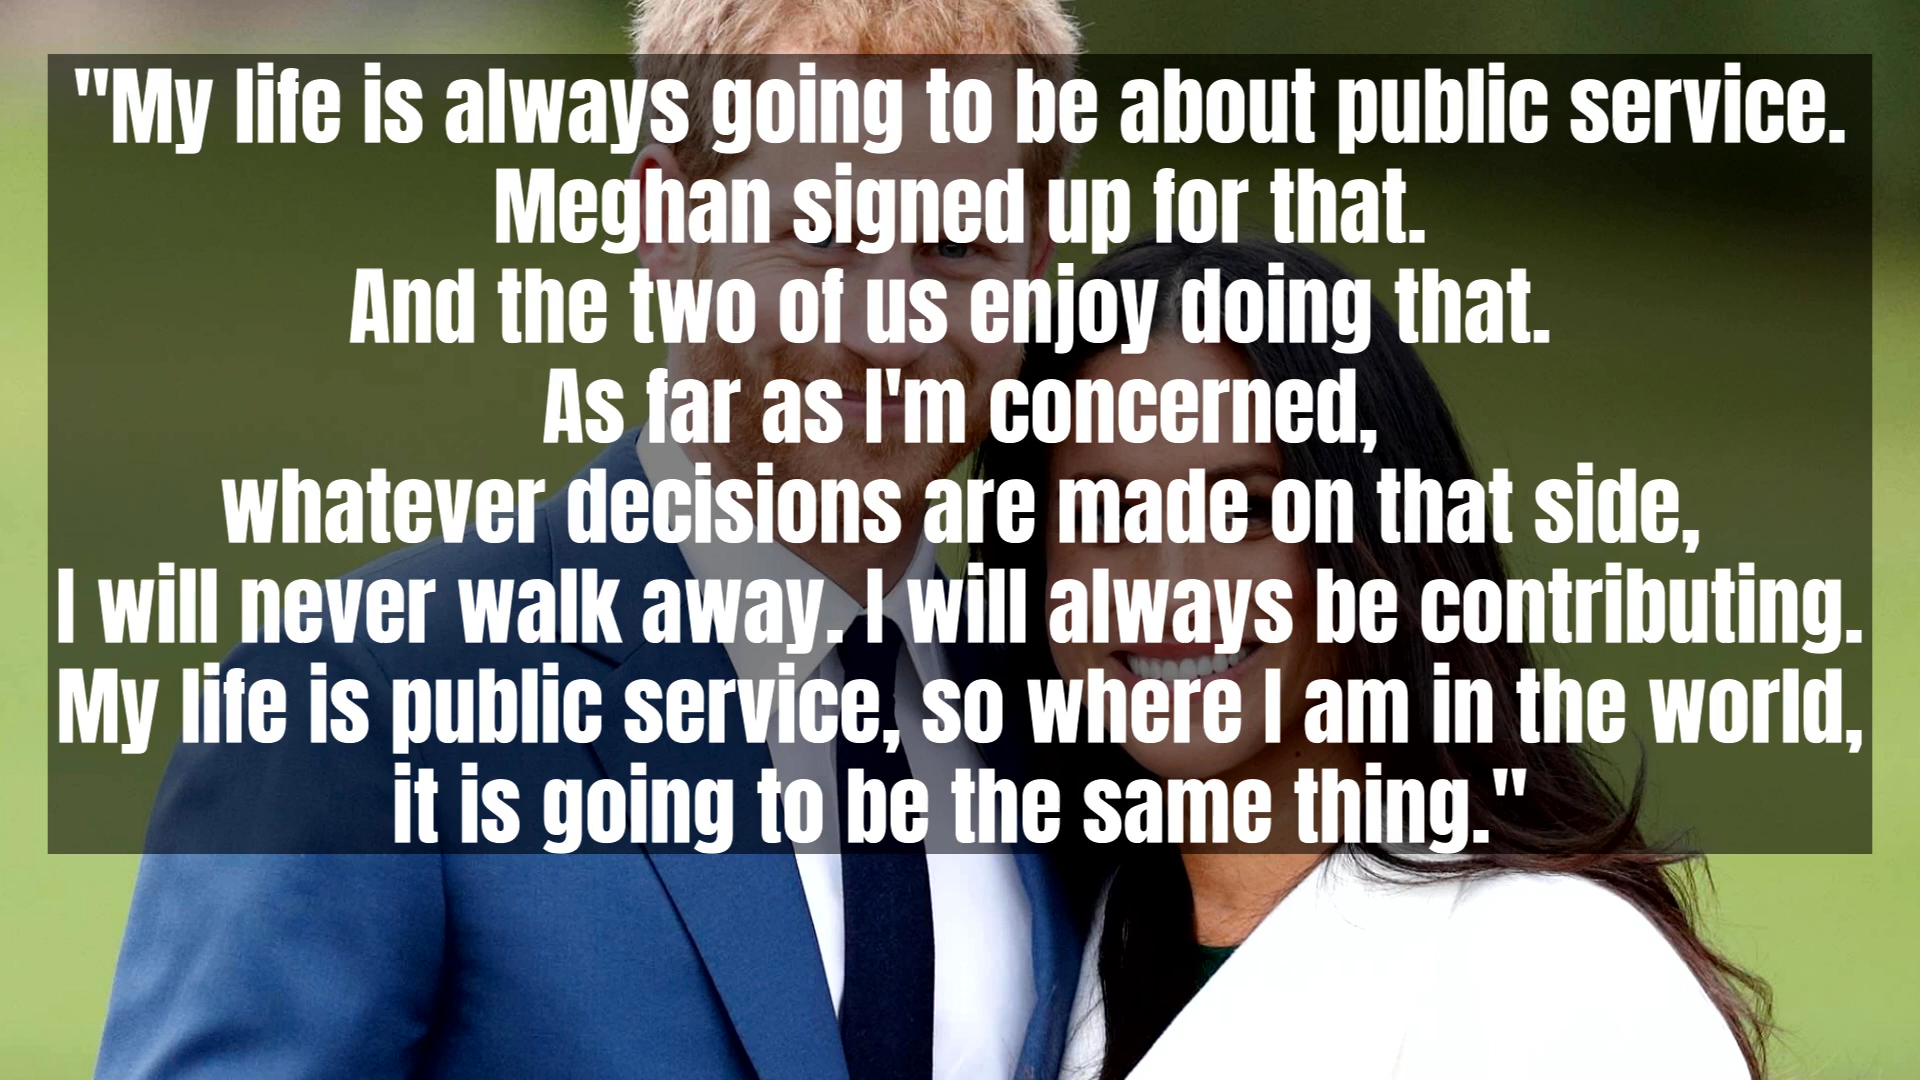 "My life is always going to be about public service.
Meghan signed up for that.
And the two of us enjoy doing that.
As far as I'm concerned,
whatever decisions are made on that side,
I will never walk away. I will always be contributing.
My life is public service, so where I am in the world,
it is going to be the same thing."